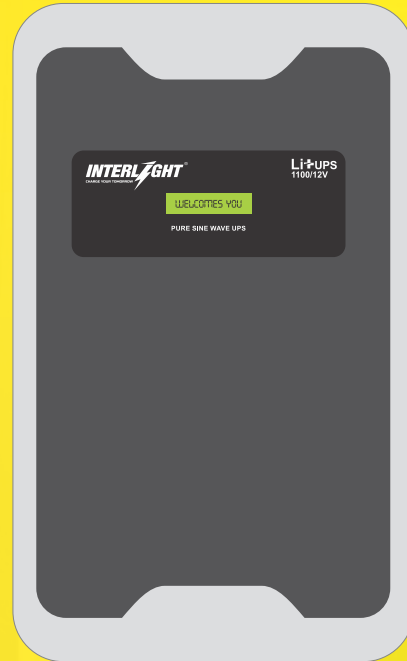 INTERLIGHT®
CHANGE YOUR TOMORROW
Li+UPS
1100/12V
WELCOMES YOU
PURE SINE WAVE UPS